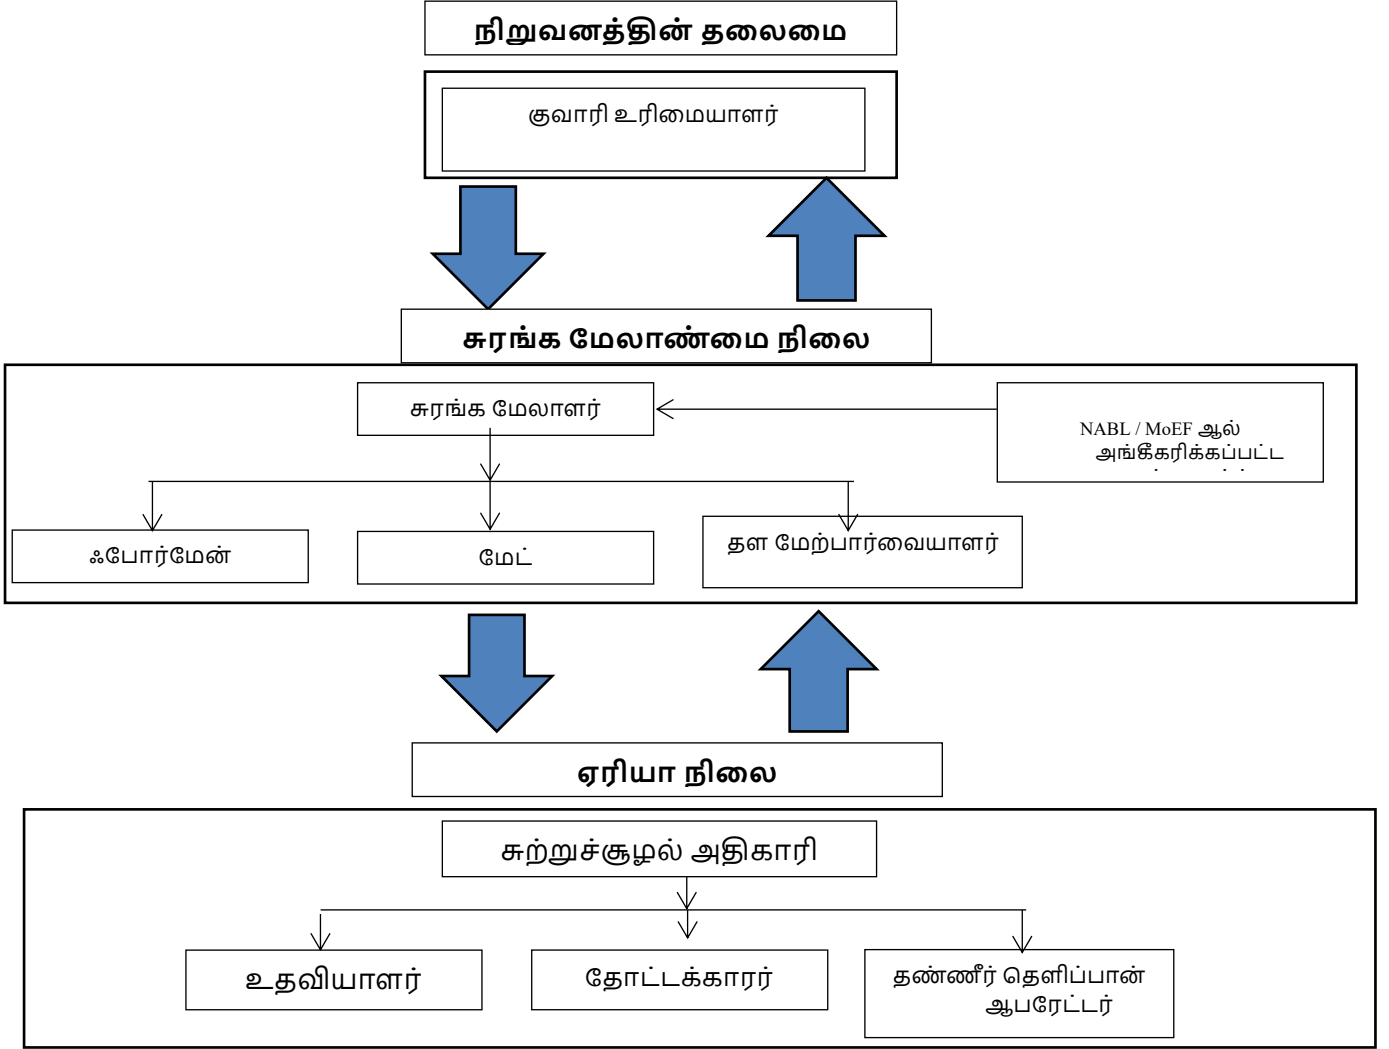 நிறுவனத்தின் தலைமை
குவாரி உரிமையாளர்
சுரங்க மேலாண்மை நிலை
சுரங்க மேலாளர்
NABL / MoEF ஆல்
அங்கீகரிக்கப்பட்ட
ஃபோர்மேன்
மேட்
தள மேற்பார்வையாளர்
ஏரியா நிலை
சுற்றுச்சூழல் அதிகாரி
உதவியாளர்
தோட்டக்காரர்
தண்ணீர் தெளிப்பான்
ஆபரேட்டர்